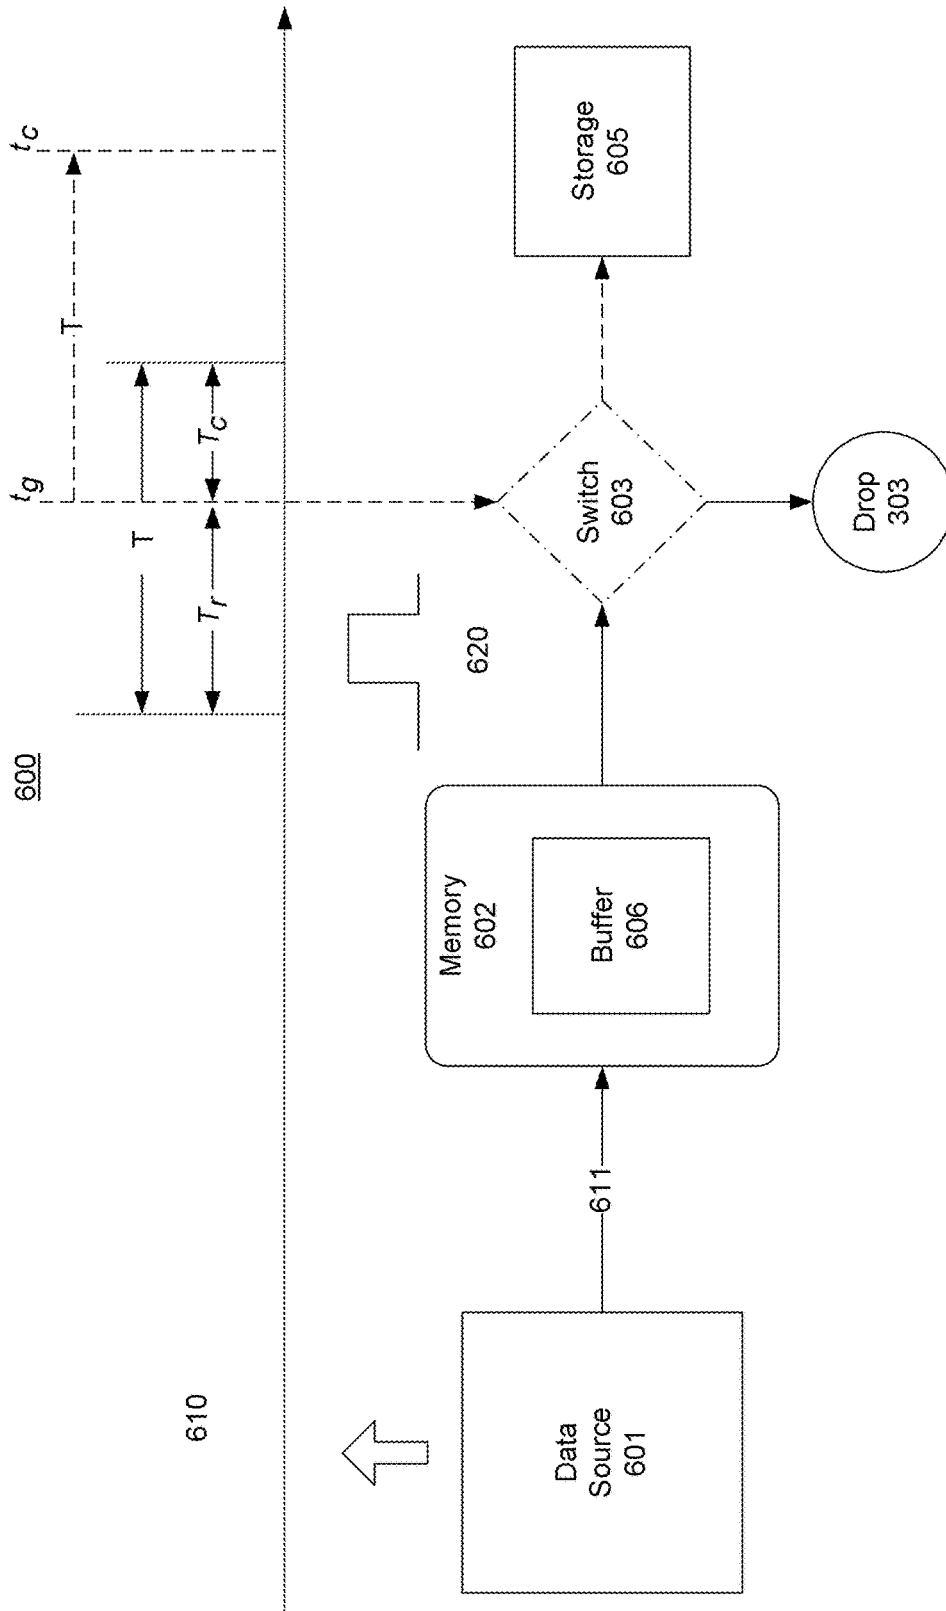 600
t_g
t_c
T
T
T_r
T_c
610
620
Data
Source
601
611
Memory
602
Buffer
606
Switch
603
Storage
605
Drop
303